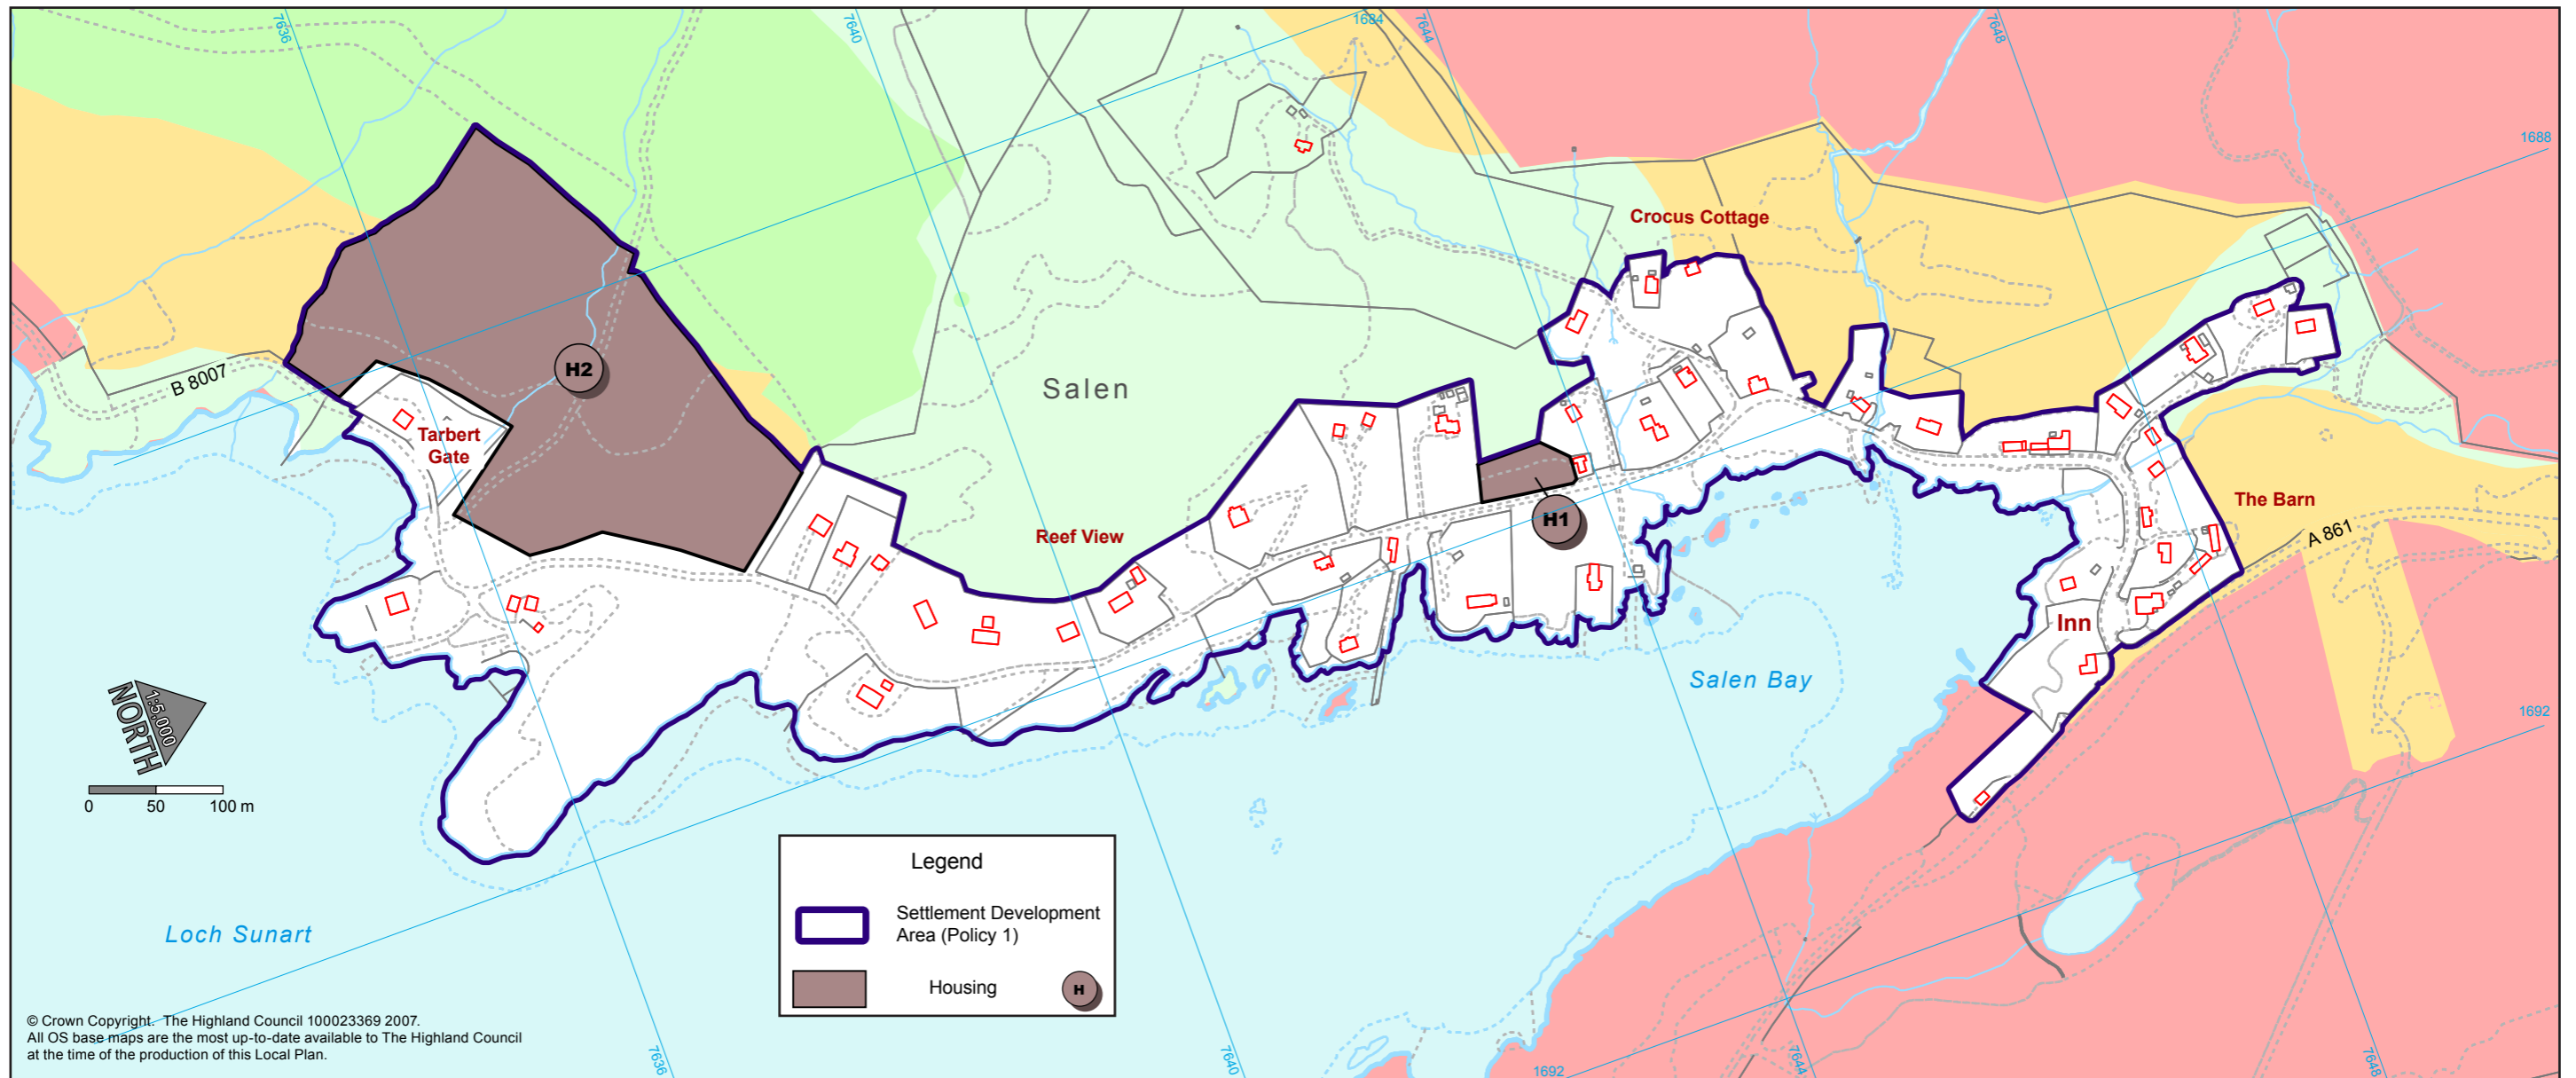 7636
7640
1684
7644
7648
1688
Crocus Cottage
H2
B 8007
Salen
Tarbert
Gate
The Barn
H1
A 861
Reef View
Inn
Salen Bay
1:5,000
NORTH
1692
0 50 100 m
Legend
Settlement Development
Area (Policy 1)
Housing
H
Loch Sunart
© Crown Copyright. The Highland Council 100023369 2007.
All OS base maps are the most up-to-date available to The Highland Council
at the time of the production of this Local Plan.
7636
7640
1692
7644
7648